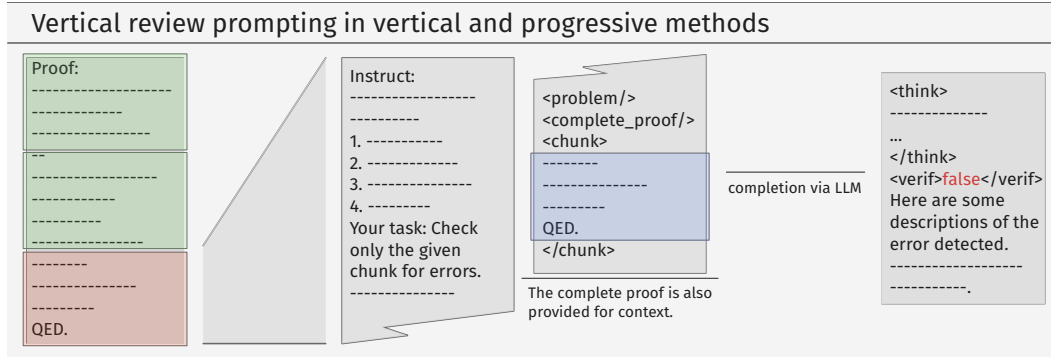 Vertical review prompting in vertical and progressive methods
Proof:
--------------------
-------------
-----------------
--
------------------
------------
----------
----------------
--------
---------------
---------
QED.
Instruct:
------------------
----------
1. -----------
2. -------------
3. ---------------
4. -------------
Your task: Check
only the given
chunk for errors.
---------------
<problem/>
<complete_proof/>
<chunk>
--------
---------------
---------
QED.
</chunk>
The complete proof is also
provided for context.
completion via LLM
<think>
--------------
...
</think>
<verif>false</verif>
Here are some
descriptions of the
error detected.
-------------------
-----------.